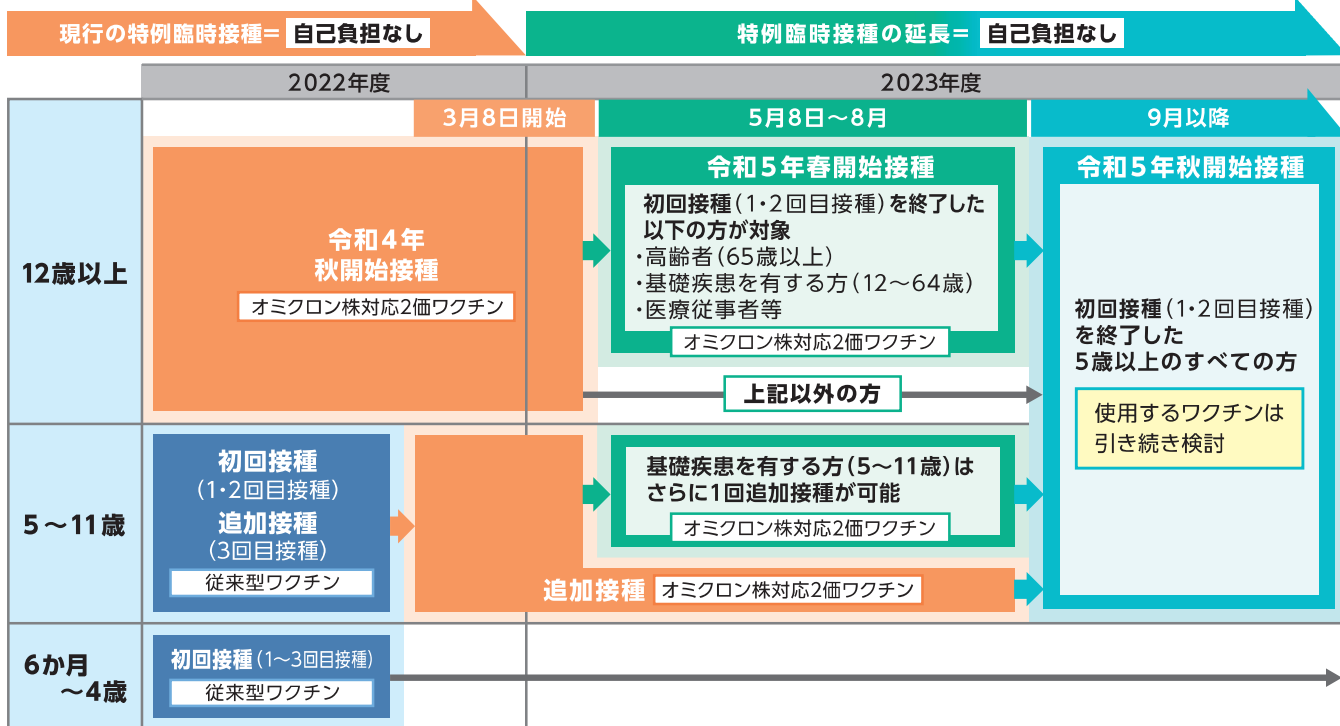 現行の特例臨時接種= 自己負担なし
特例臨時接種の延長= 自己負担なし
2022年度
2023年度
3月8日開始
5月8日～8月
9月以降
12歳以上
令和4年
秋開始接種
オミクロン株対応2価ワクチン
令和5年春開始接種
初回接種(1・2回目接種)を終了した
以下の方が対象
・高齢者(65歳以上)
・基礎疾患を有する方(12～64歳)
・医療従事者等
オミクロン株対応2価ワクチン
上記以外の方
令和5年秋開始接種
初回接種(1・2回目接種)
を終了した
5歳以上のすべての方
使用するワクチンは
引き続き検討
5～11歳
初回接種
(1・2回目接種)
追加接種
(3回目接種)
従来型ワクチン
基礎疾患を有する方(5～11歳)は
さらに1回追加接種が可能
オミクロン株対応2価ワクチン
追加接種 オミクロン株対応2価ワクチン
6か月
～4歳
初回接種(1～3回目接種)
従来型ワクチン